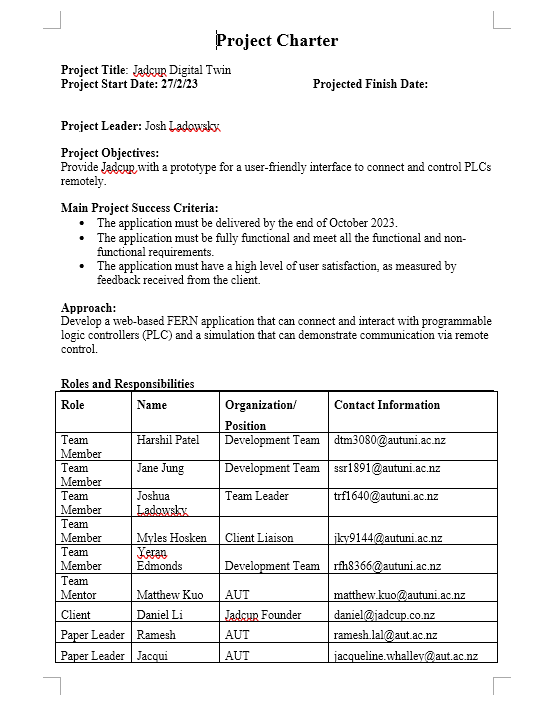 Project Charter
Project Title: Jadcup Digital Twin
Project Start Date: 27/2/23 Projected Finish Date:
Project Leader: Josh Ladowsky
Project Objectives:
Provide Jadcup with a prototype for a user-friendly interface to connect and control PLCs
remotely.
Main Project Success Criteria:
• The application must be delivered by the end of October 2023.
• The application must be fully functional and meet all the functional and non-
functional requirements.
• The application must have a high level of user satisfaction, as measured by
feedback received from the client.
Approach:
Develop a web-based FERN application that can connect and interact with programmable
logic controllers (PLC) and a simulation that can demonstrate communication via remote
control.
Roles and Responsibilities
Role Name Organization/ Contact Information
Position
Team Harshil Patel Development Team dtm3080@autuni.ac.nz
Member
Team Jane Jung Development Team ssr1891@autuni.ac.nz
Member
Team Joshua Team Leader trf1640@autuni.ac.nz
Member Ladowsky
Team
Member Myles Hosken Client Liaison jky9144@autuni.ac.nz
Team Yeran
Member Edmonds Development Team rfh8366@autuni.ac.nz
Team
Mentor Matthew Kuo AUT matthew.kuo@autuni.ac.nz
Client Daniel Li Jadcup Founder daniel@jadcup.co.nz
Paper Leader Ramesh AUT ramesh.lal@aut.ac.nz
Paper Leader Jacqui AUT jacqueline.whalley@aut.ac.nz